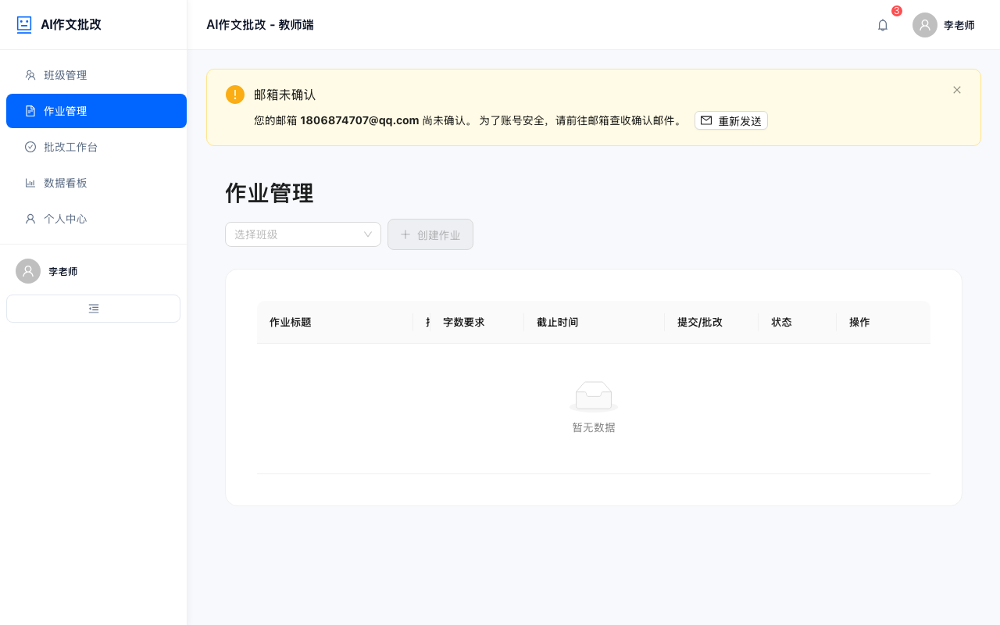 AI作文批改
AI作文批改 - 教师端
3
李老师
班级管理
作业管理
批改工作台
数据看板
个人中心
李老师
邮箱未确认
您的邮箱 1806874707@qq.com 尚未确认。 为了账号安全，请前往邮箱查收确认邮件。 重新发送
作业管理
选择班级
创建作业
作业标题 字数要求 截止时间 提交/批改 状态 操作
暂无数据